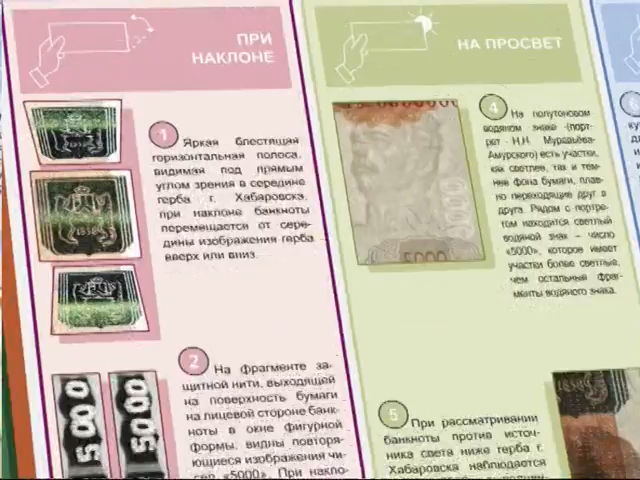 ПРИ
НАКЛОНЕ
1
Яркая блестящая
горизонтальная полоса,
видимая под прямым
углом зрения в середине
герба г. Хабаровска,
при наклоне банкноты
перемещается от сере-
дины изображения герба
вверх или вниз.
2
На фрагменте за-
щитной нити, выходящей
на поверхность бумаги
на лицевой стороне банк-
ноты в окне фигурной
формы, видны повторя-
ющиеся изображения чи-
сел «5000». При накло-
5000
5000
НА ПРОСВЕТ
4
На полутоновом
водяном знаке (порт-
рет Н.Н. Муравьёва-
Амурского) есть участки,
как светлее, так и тем-
нее фона бумаги, плав-
но переходящие друг в
друга. Рядом с портре-
том находится светлый
водяной знак – число
«5000», которое имеет
участки более светлые,
чем остальные фраг-
менты водяного знака.
5000
5
При рассматривании
банкноты против источ-
ника света ниже герба г.
Хабаровска наблюдается